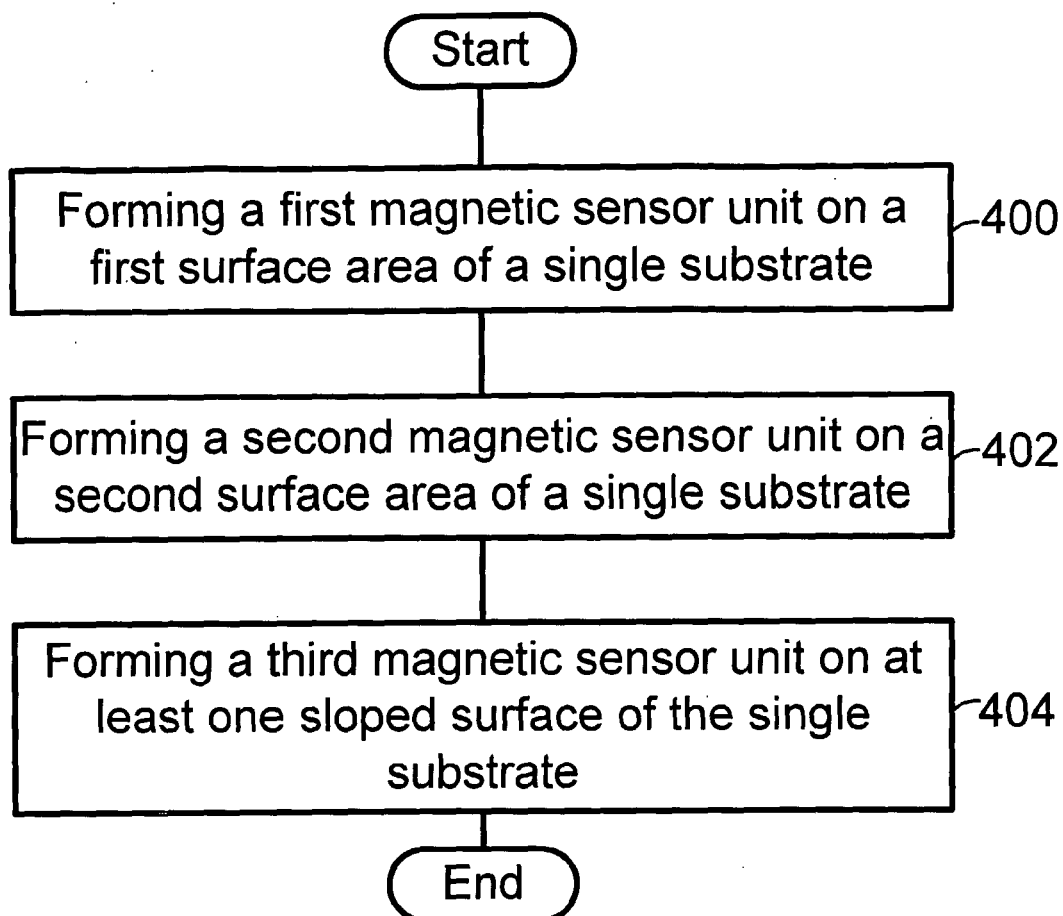 Start
Forming a first magnetic sensor unit on a
first surface area of a single substrate
400
Forming a second magnetic sensor unit on a
second surface area of a single substrate
402
Forming a third magnetic sensor unit on at
least one sloped surface of the single
substrate
404
End